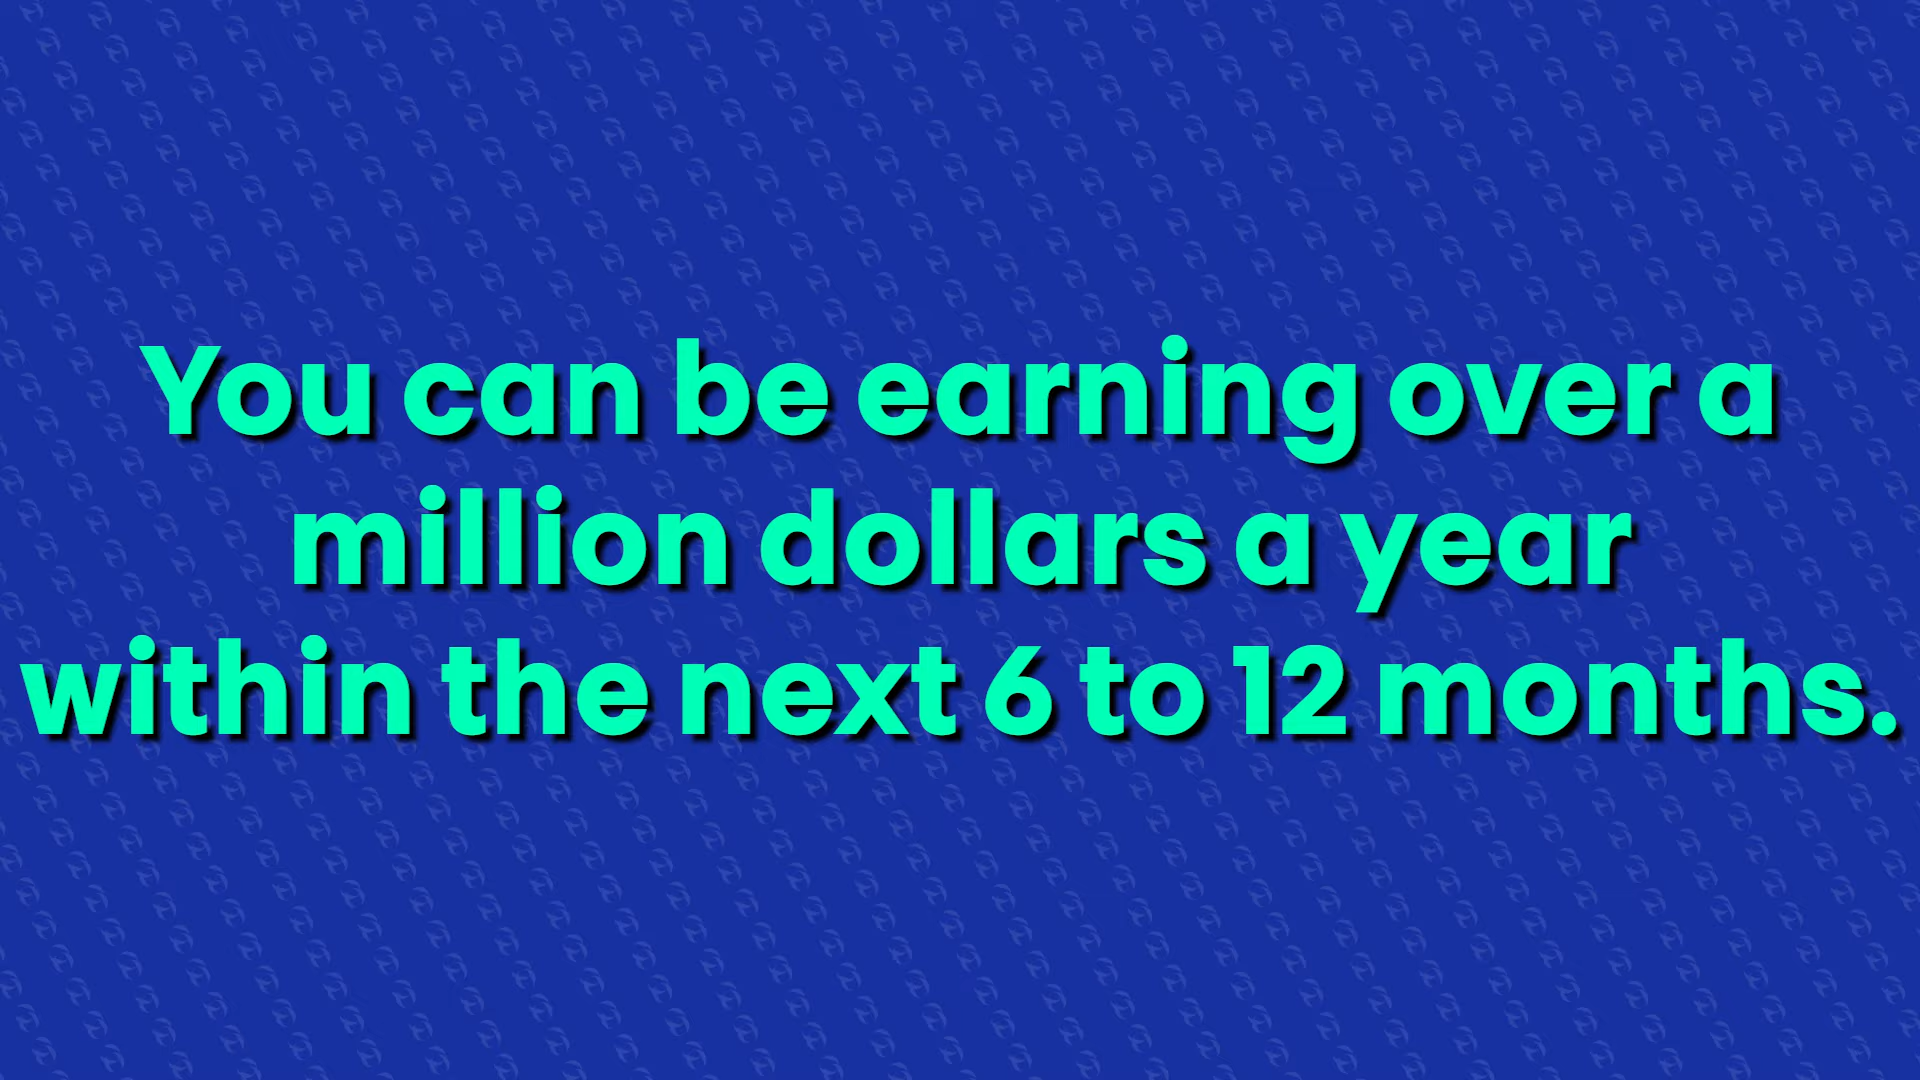 You can be earning over a
million dollars a year
within the next 6 to 12 months.